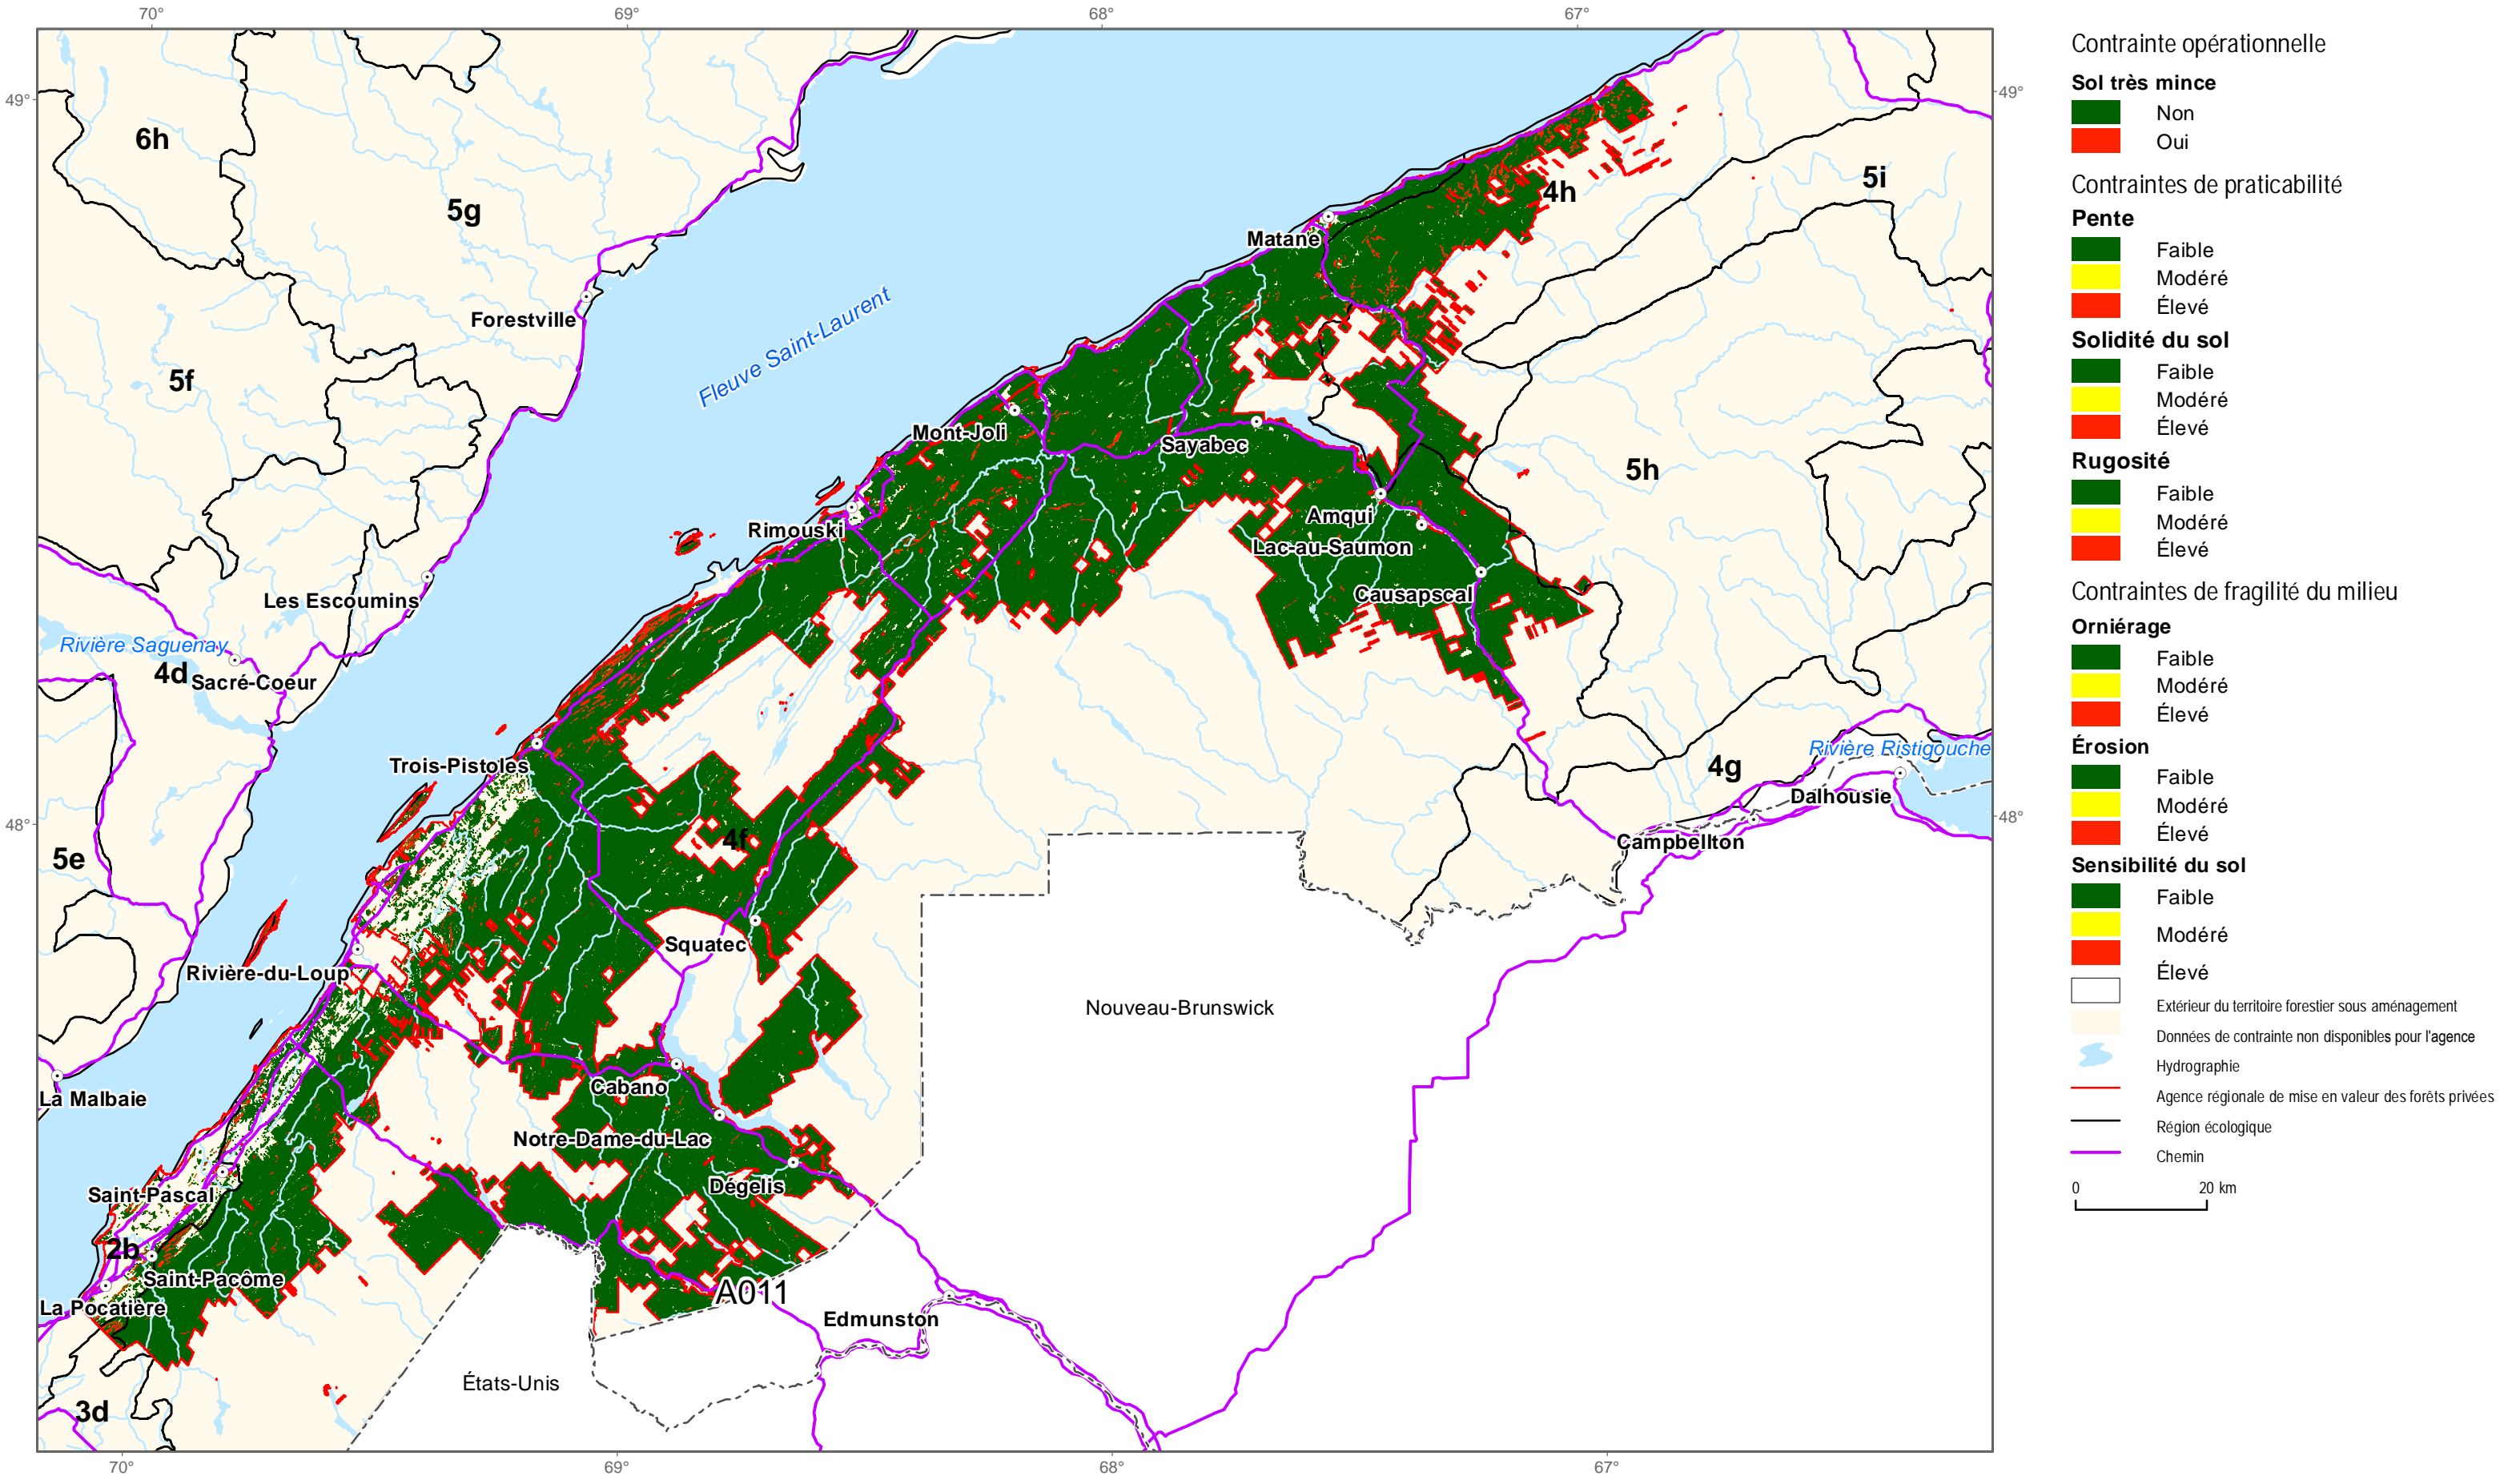 70°
69°
68°
67°
49°
49°
48°
48°
70°
69°
68°
67°
6h
5g
5f
Forestville
Fleuve Saint-Laurent
Matane
4h
5i
5h
Mont-Joli
Sayabec
Rimouski
Amqui
Lac-au-Saumon
Causapscal
Les Escoumins
Rivière Saguenay
4d
Sacré-Coeur
Trois-Pistoles
4f
4g
Rivière Ristigouche
Dalhousie
Campbellton
5e
Squatec
Rivière-du-Loup
Nouveau-Brunswick
Cabano
La Malbaie
Notre-Dame-du-Lac
Dégelis
Saint-Pascal
2b
Saint-Pacôme
La Pocatière
A011
Edmunston
États-Unis
3d
Contrainte opérationnelle
Sol très mince
Non
Oui
Contraintes de praticabilité
Pente
Faible
Modéré
Élevé
Solidité du sol
Faible
Modéré
Élevé
Rugosité
Faible
Modéré
Élevé
Contraintes de fragilité du milieu
Orniérage
Faible
Modéré
Élevé
Érosion
Faible
Modéré
Élevé
Sensibilité du sol
Faible
Modéré
Élevé
Extérieur du territoire forestier sous aménagement
Données de contrainte non disponibles pour l'agence
Hydrographie
Agence régionale de mise en valeur des forêts privées
Région écologique
Chemin
0 20 km